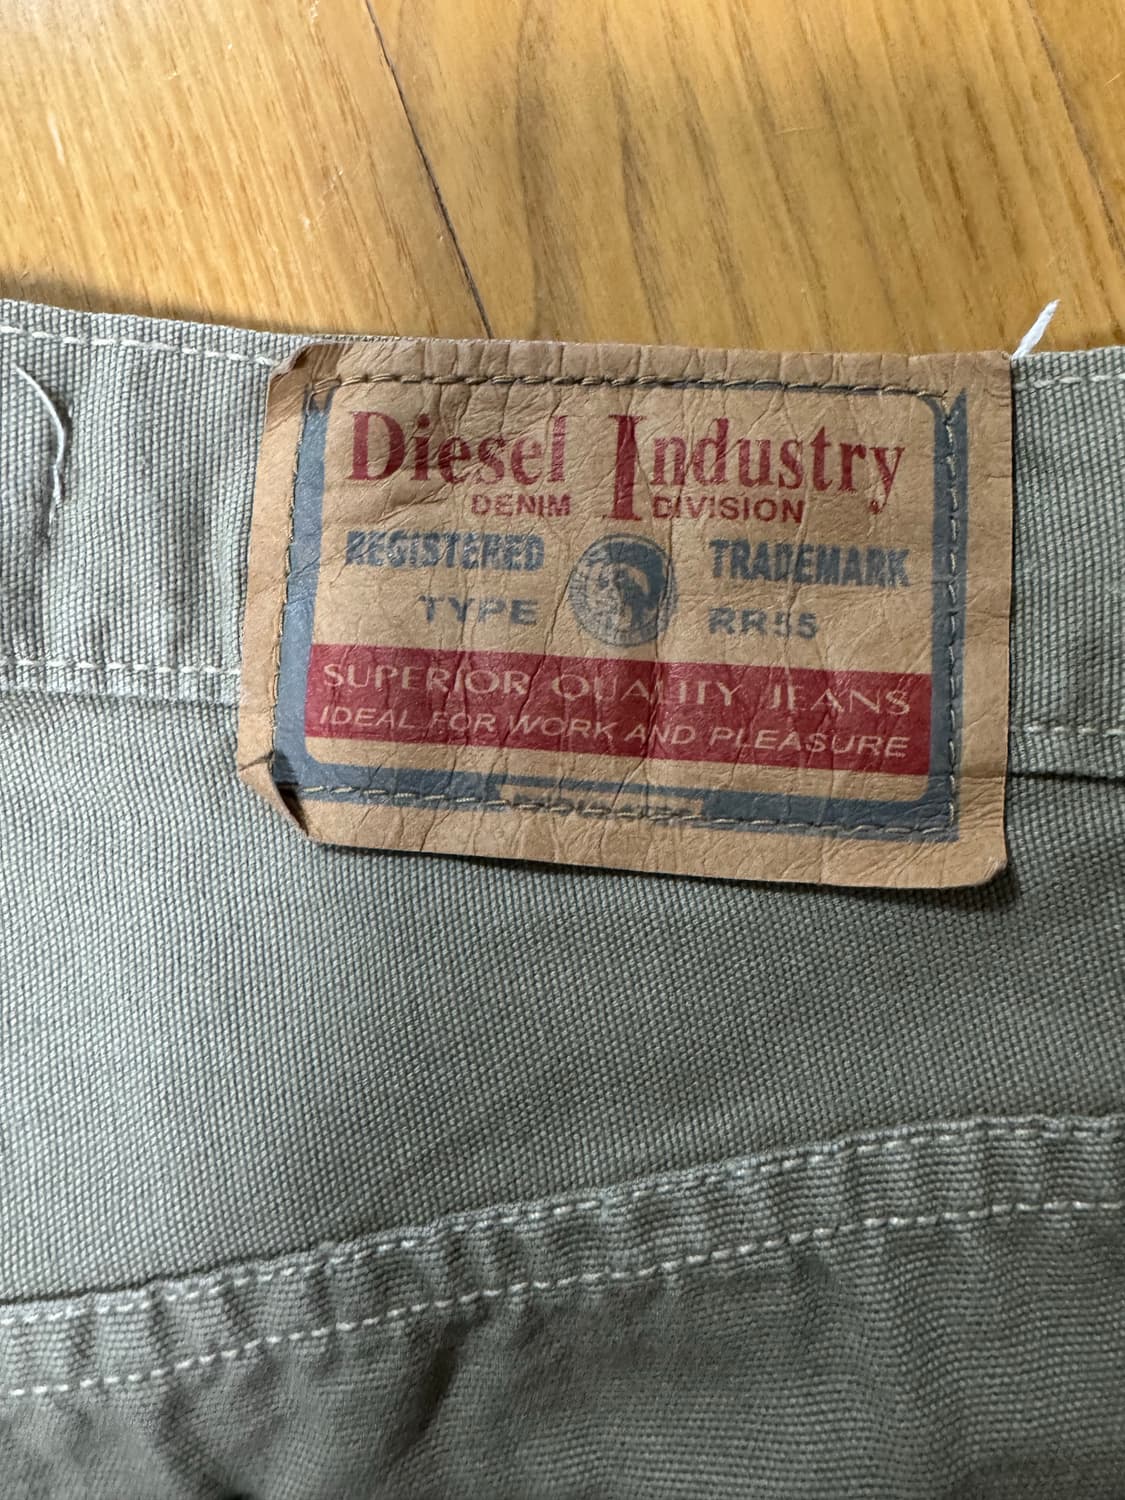 Diesel Industry
DENIM DIVISION
REGISTERED TRADEMARK
TYPE RR55
SUPERIOR QUALITY JEANS
IDEAL FOR WORK AND PLEASURE